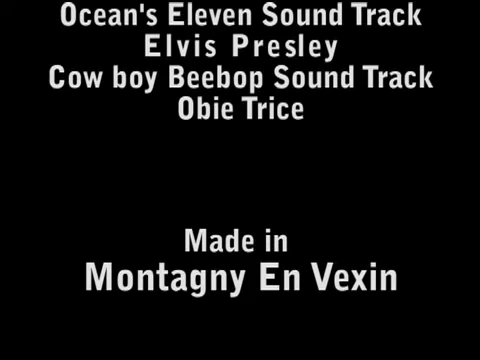 Ocean's Eleven Sound Track
Elvis Presley
Cow boy Beebop Sound Track
Obie Trice
Made in
Montagny En Vexin